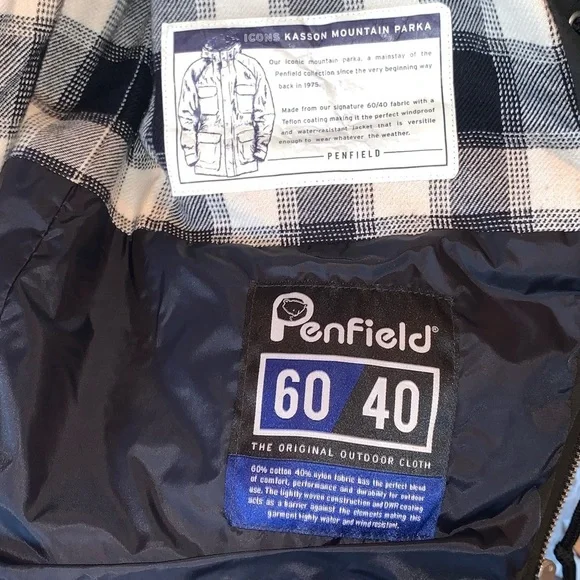 ICONS KASSON MOUNTAIN PARKA
Our iconic mountain parka, a mainstay of the
Penfield collection since the very beginning way
back in 1975.
Made from our signature 60/40 fabric with a
Teflon coating making it the perfect windproof
and water-resistant jacket that is versitile
enough to wear whatever the weather.
PENFIELD
Penfield®
60 40
THE ORIGINAL OUTDOOR CLOTH
60% cotton 40% nylon fabric has the perfect blend
of comfort, performance and durability for outdoor
use. The tightly woven construction and DWR coating
acts as a barrier against the elements making this
garment highly water and wind resistant.